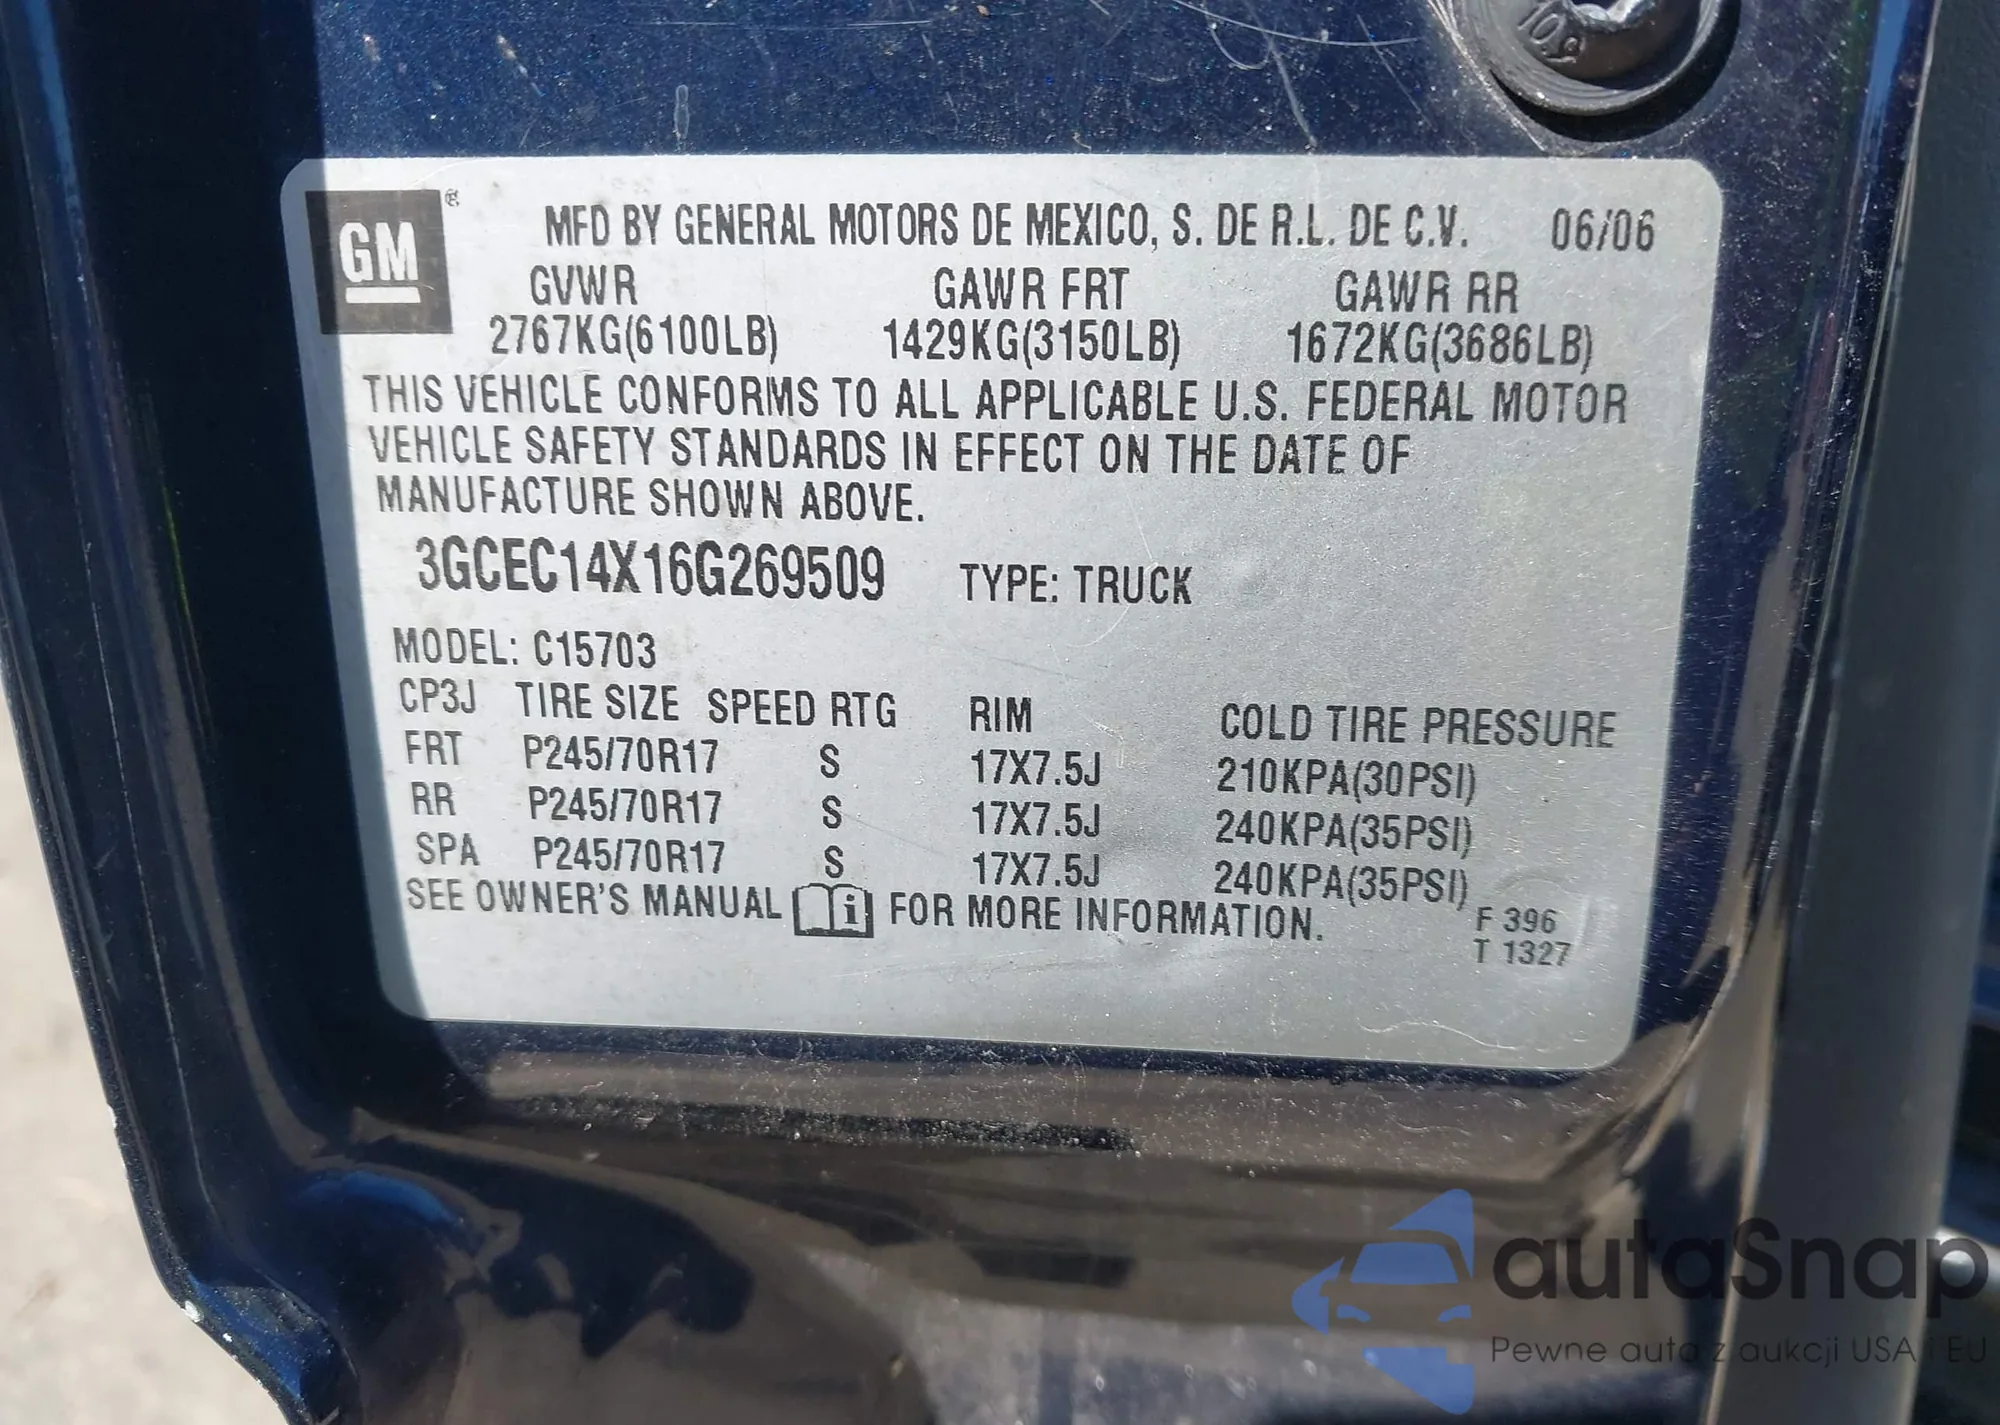 GM ®
MFD BY GENERAL MOTORS DE MEXICO, S. DE R.L. DE C.V. 06/06
GVWR GAWR FRT GAWR RR
2767KG(6100LB) 1429KG(3150LB) 1672KG(3686LB)
THIS VEHICLE CONFORMS TO ALL APPLICABLE U.S. FEDERAL MOTOR
VEHICLE SAFETY STANDARDS IN EFFECT ON THE DATE OF
MANUFACTURE SHOWN ABOVE.
3GCEC14X16G269509 TYPE: TRUCK
MODEL: C15703
CP3J TIRE SIZE SPEED RTG RIM COLD TIRE PRESSURE
FRT P245/70R17 S 17X7.5J 210KPA(30PSI)
RR P245/70R17 S 17X7.5J 240KPA(35PSI)
SPA P245/70R17 S 17X7.5J 240KPA(35PSI)
SEE OWNER'S MANUAL i FOR MORE INFORMATION.
F 396
T 1327
autaSnap
Pewne auta z aukcji USA i EU